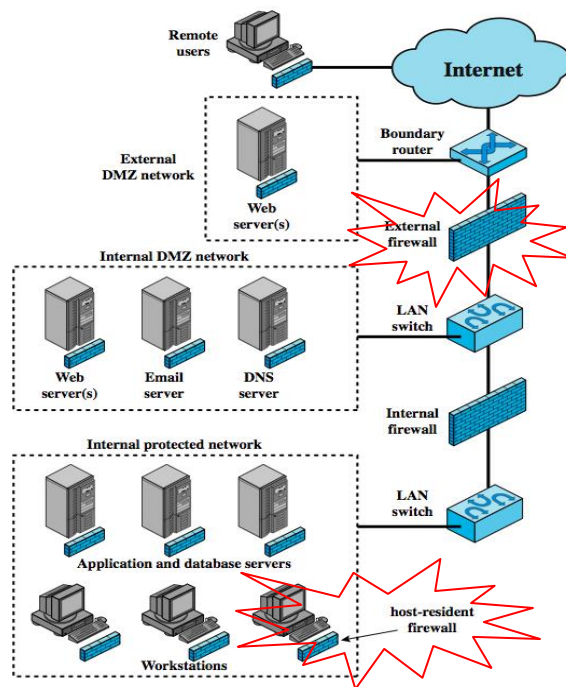 Remote
users
Internet
Boundary
router
External
DMZ network
Web
server(s)
External
firewall
Internal DMZ network
LAN
switch
Web
server(s)
Email
server
DNS
server
Internal
firewall
Internal protected network
LAN
switch
Application and database servers
host-resident
firewall
Workstations